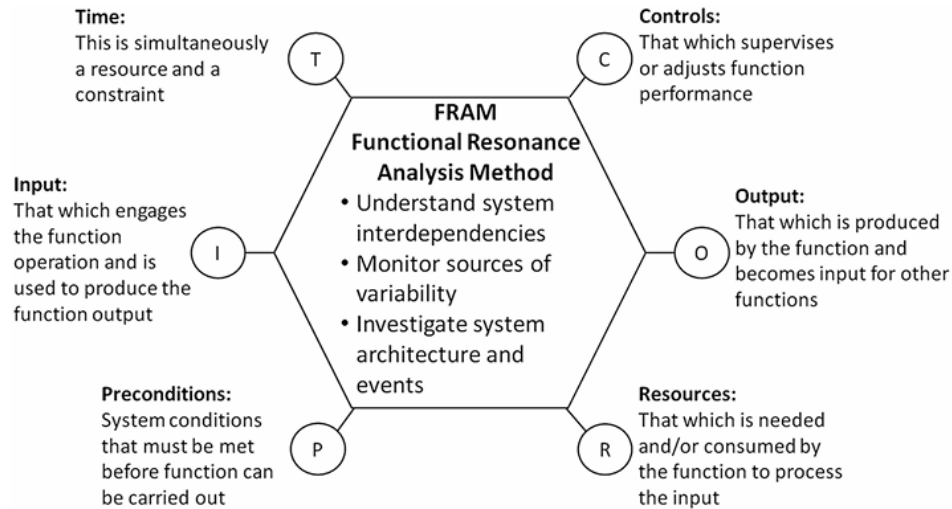 Time:
This is simultaneously
a resource and a
constraint
T
Controls:
That which supervises
or adjusts function
performance
C
FRAM
Functional Resonance
Analysis Method
• Understand system
interdependencies
• Monitor sources of
variability
• Investigate system
architecture and
events
Input:
That which engages
the function
operation and is
used to produce the
function output
I
Output:
That which is produced
by the function and
becomes input for other
functions
O
Preconditions:
System conditions
that must be met
before function can
be carried out
P
Resources:
That which is needed
and/or consumed by
the function to process
the input
R